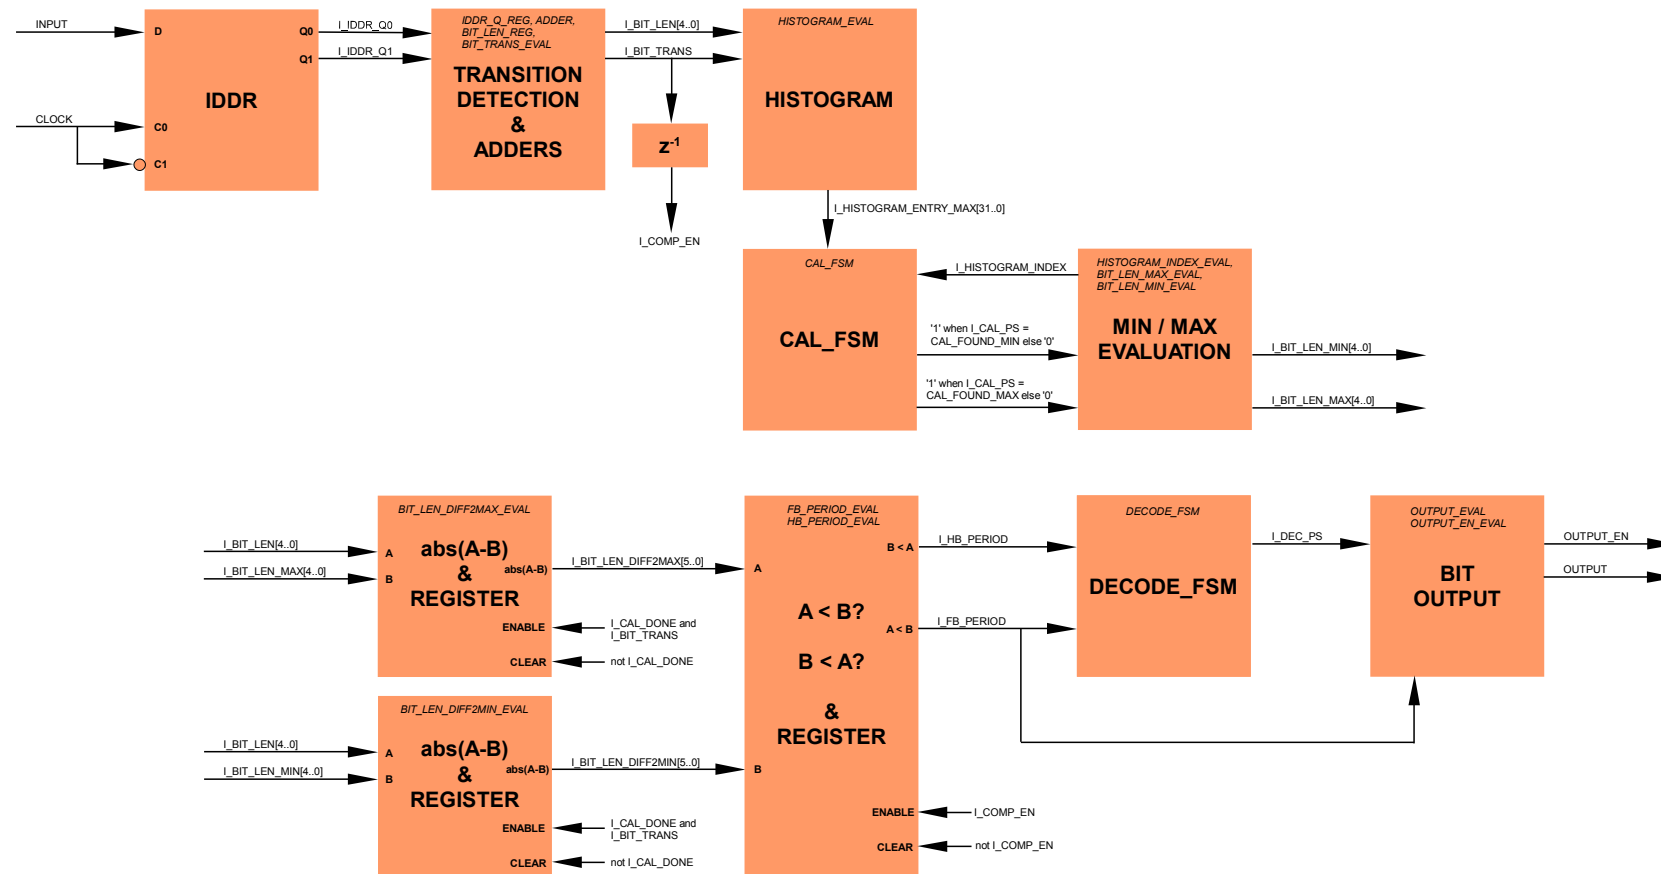 INPUT
D
Q0
I_IDDR_Q0
Q1
I_IDDR_Q1
IDDR
CLOCK
C0
C1
IDDR_Q_REG, ADDER,
BIT_LEN_REG,
BIT_TRANS_EVAL
TRANSITION
DETECTION
&
ADDERS
I_BIT_LEN[4..0]
I_BIT_TRANS
z-1
I_COMP_EN
HISTOGRAM_EVAL
HISTOGRAM
I_HISTOGRAM_ENTRY_MAX[31..0]
CAL_FSM
CAL_FSM
I_HISTOGRAM_INDEX
'1' when I_CAL_PS =
CAL_FOUND_MIN else '0'
'1' when I_CAL_PS =
CAL_FOUND_MAX else '0'
HISTOGRAM_INDEX_EVAL,
BIT_LEN_MAX_EVAL,
BIT_LEN_MIN_EVAL
MIN / MAX
EVALUATION
I_BIT_LEN_MIN[4..0]
I_BIT_LEN_MAX[4..0]
I_BIT_LEN[4..0]
I_BIT_LEN_MAX[4..0]
BIT_LEN_DIFF2MAX_EVAL
A
B
abs(A-B)
&
REGISTER
abs(A-B)
ENABLE
CLEAR
I_BIT_LEN_DIFF2MAX[5..0]
I_CAL_DONE and
I_BIT_TRANS
not I_CAL_DONE
I_BIT_LEN[4..0]
I_BIT_LEN_MIN[4..0]
BIT_LEN_DIFF2MIN_EVAL
A
B
abs(A-B)
&
REGISTER
abs(A-B)
ENABLE
CLEAR
I_BIT_LEN_DIFF2MIN[5..0]
I_CAL_DONE and
I_BIT_TRANS
not I_CAL_DONE
FB_PERIOD_EVAL
HB_PERIOD_EVAL
A
B
B < A
A < B
A < B?
B < A?
&
REGISTER
ENABLE
CLEAR
I_COMP_EN
not I_COMP_EN
I_HB_PERIOD
I_FB_PERIOD
DECODE_FSM
DECODE_FSM
I_DEC_PS
OUTPUT_EVAL
OUTPUT_EN_EVAL
BIT
OUTPUT
OUTPUT_EN
OUTPUT